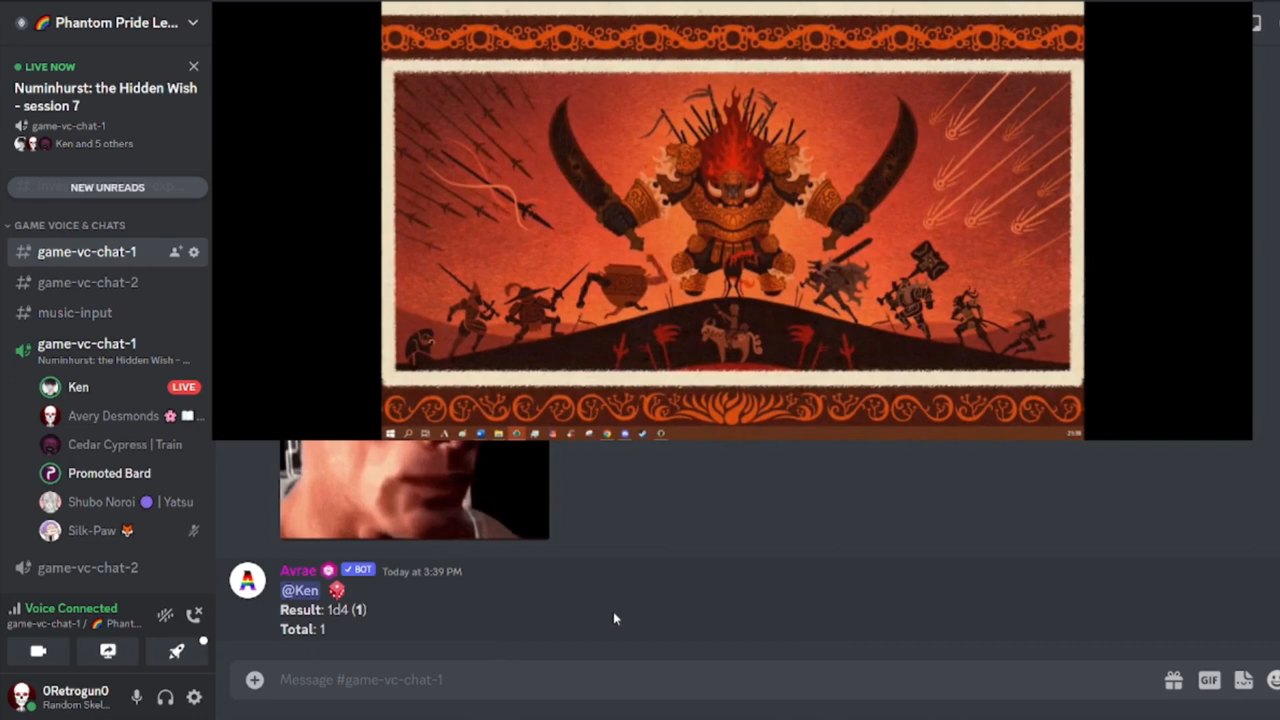 🌈 Phantom Pride Le...
LIVE NOW
Numinhurst: the Hidden Wish
- session 7
game-vc-chat-1
Ken and 5 others
NEW UNREADS
GAME VOICE & CHATS
game-vc-chat-1
game-vc-chat-2
music-input
game-vc-chat-1
Numinhurst: the Hidden Wish - ...
Ken LIVE
Avery Desmonds 🌸 📖 ...
Cedar Cypress | Train
Promoted Bard
Shubo Noroi 🟣 | Yatsu
Silk-Paw 🦊
game-vc-chat-2
Voice Connected
game-vc-chat-1 / 🌈 Phant...
0Retrogun0
Random Skel...
Avrae ✓ BOT Today at 3:39 PM
@Ken 🎲
Result: 1d4 (1)
Total: 1
Message #game-vc-chat-1
GIF